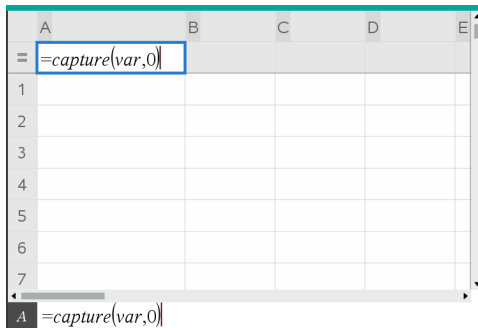 A B C D E
= =capture(var,0)
1
2
3
4
5
6
7
A =capture(var,0)